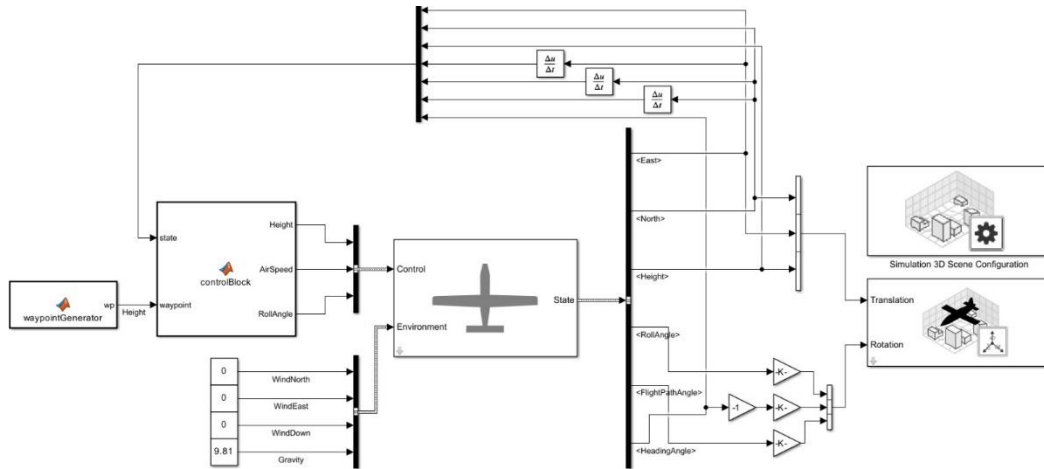 Δu
Δt
Δu
Δt
Δu
Δt
<East>
<North>
<Height>
<RollAngle>
<FlightPathAngle>
<HeadingAngle>
Simulation 3D Scene Configuration
Translation
Rotation
state
waypoint
controlBlock
Height
AirSpeed
RollAngle
wp
Height
waypointGenerator
Control
Environment
State
0
0
0
9.81
WindNorth
WindEast
WindDown
Gravity
-K-
-1
-K-
-K-